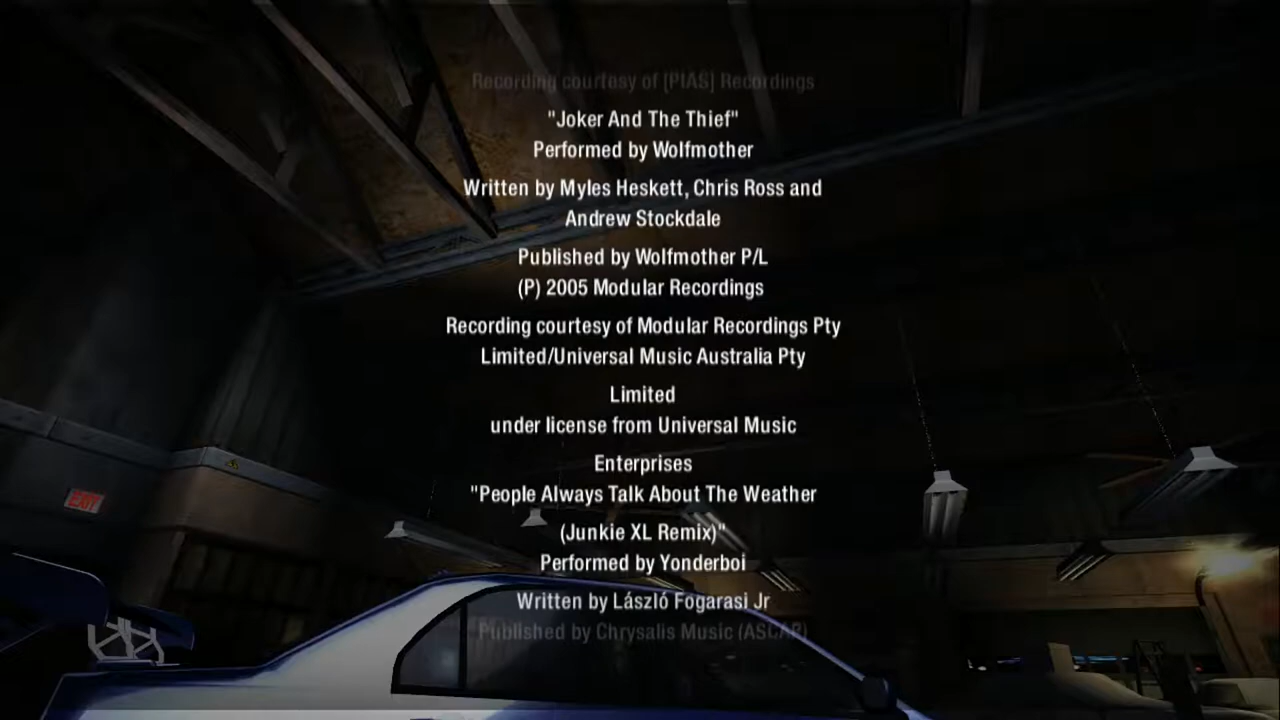 Recording courtesy of [PIAS] Recordings
"Joker And The Thief"
Performed by Wolfmother
Written by Myles Heskett, Chris Ross and
Andrew Stockdale
Published by Wolfmother P/L
(P) 2005 Modular Recordings
Recording courtesy of Modular Recordings Pty
Limited/Universal Music Australia Pty
Limited
under license from Universal Music
Enterprises
"People Always Talk About The Weather
(Junkie XL Remix)"
Performed by Yonderboi
Written by László Fogarasi Jr
Published by Chrysalis Music (ASCAP)
EXIT